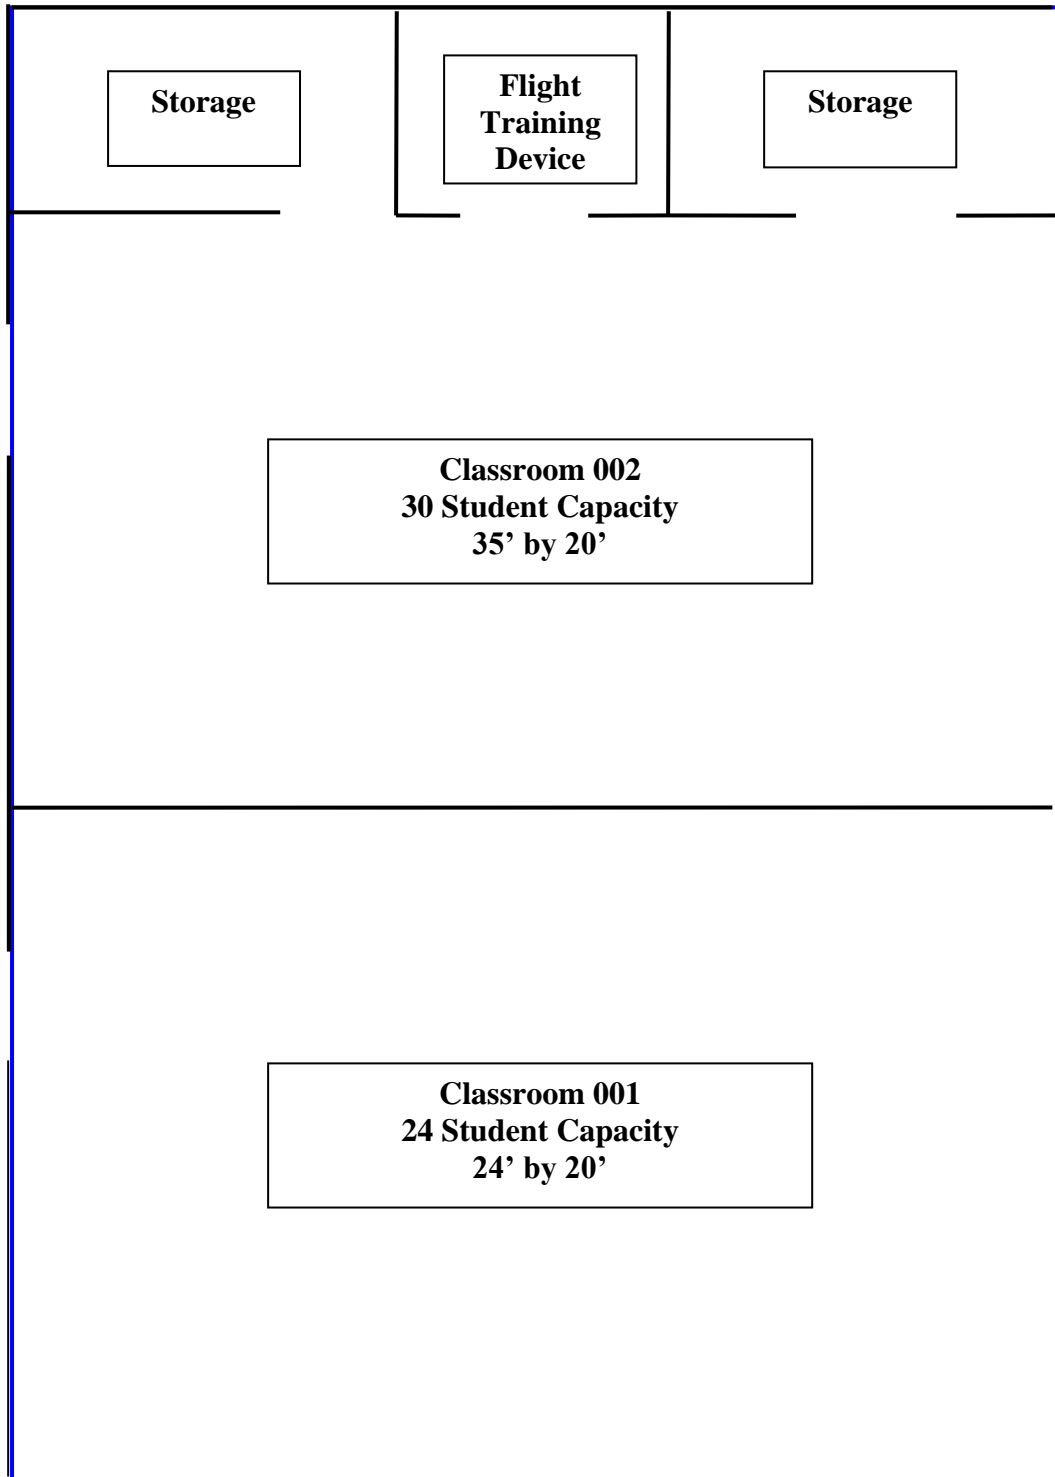 Storage
Flight
Training
Device
Storage
Classroom 002
30 Student Capacity
35’ by 20’
Classroom 001
24 Student Capacity
24’ by 20’